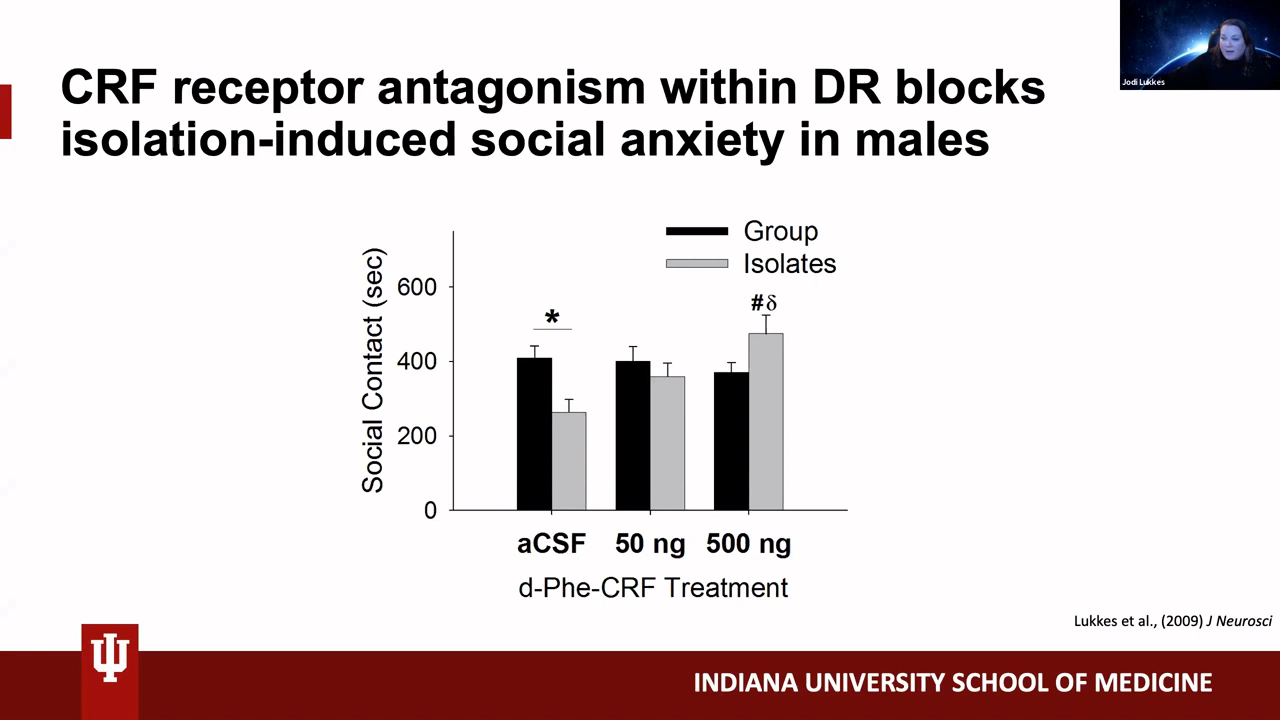 Jodi Lukkes
CRF receptor antagonism within DR blocks
isolation-induced social anxiety in males
Group
Isolates
Social Contact (sec)
600
400
200
0
*
#δ
aCSF 50 ng 500 ng
d-Phe-CRF Treatment
Lukkes et al., (2009) J Neurosci
INDIANA UNIVERSITY SCHOOL OF MEDICINE